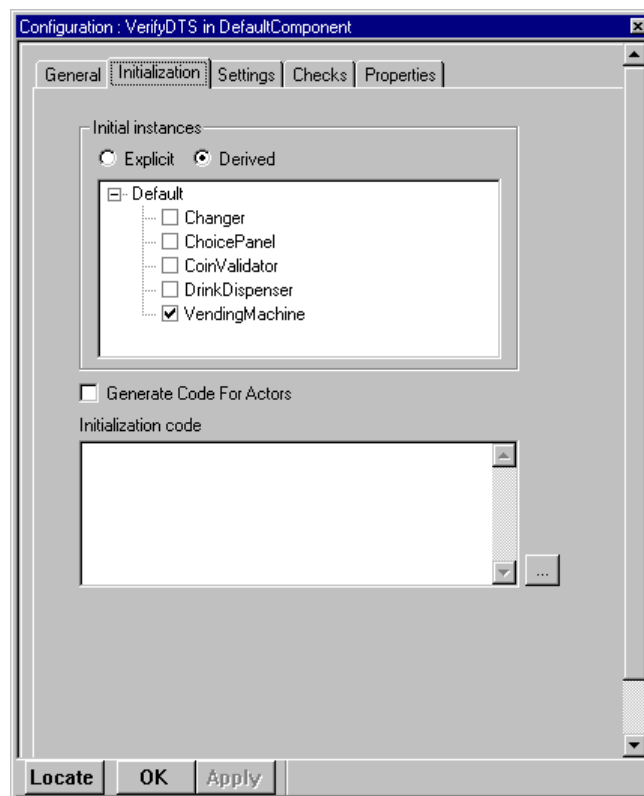 Configuration : VerifyDTS in DefaultComponent
General Initialization Settings Checks Properties
Initial instances
Explicit Derived
Default
Changer
ChoicePanel
CoinValidator
DrinkDispenser
VendingMachine
Generate Code For Actors
Initialization code
...
Locate OK Apply